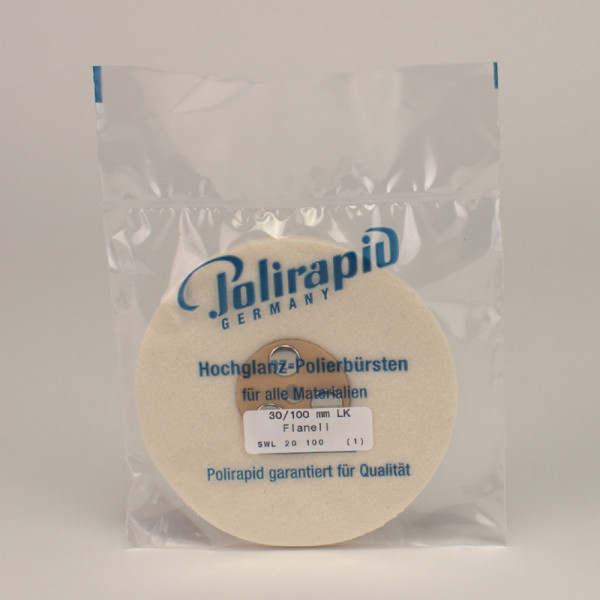 Polirapid
GERMANY
Hochglanz-Polierbürsten
für alle Materialien
30/100 mm LK
Flanell
SWL 20 100 (1)
Polirapid garantiert für Qualität